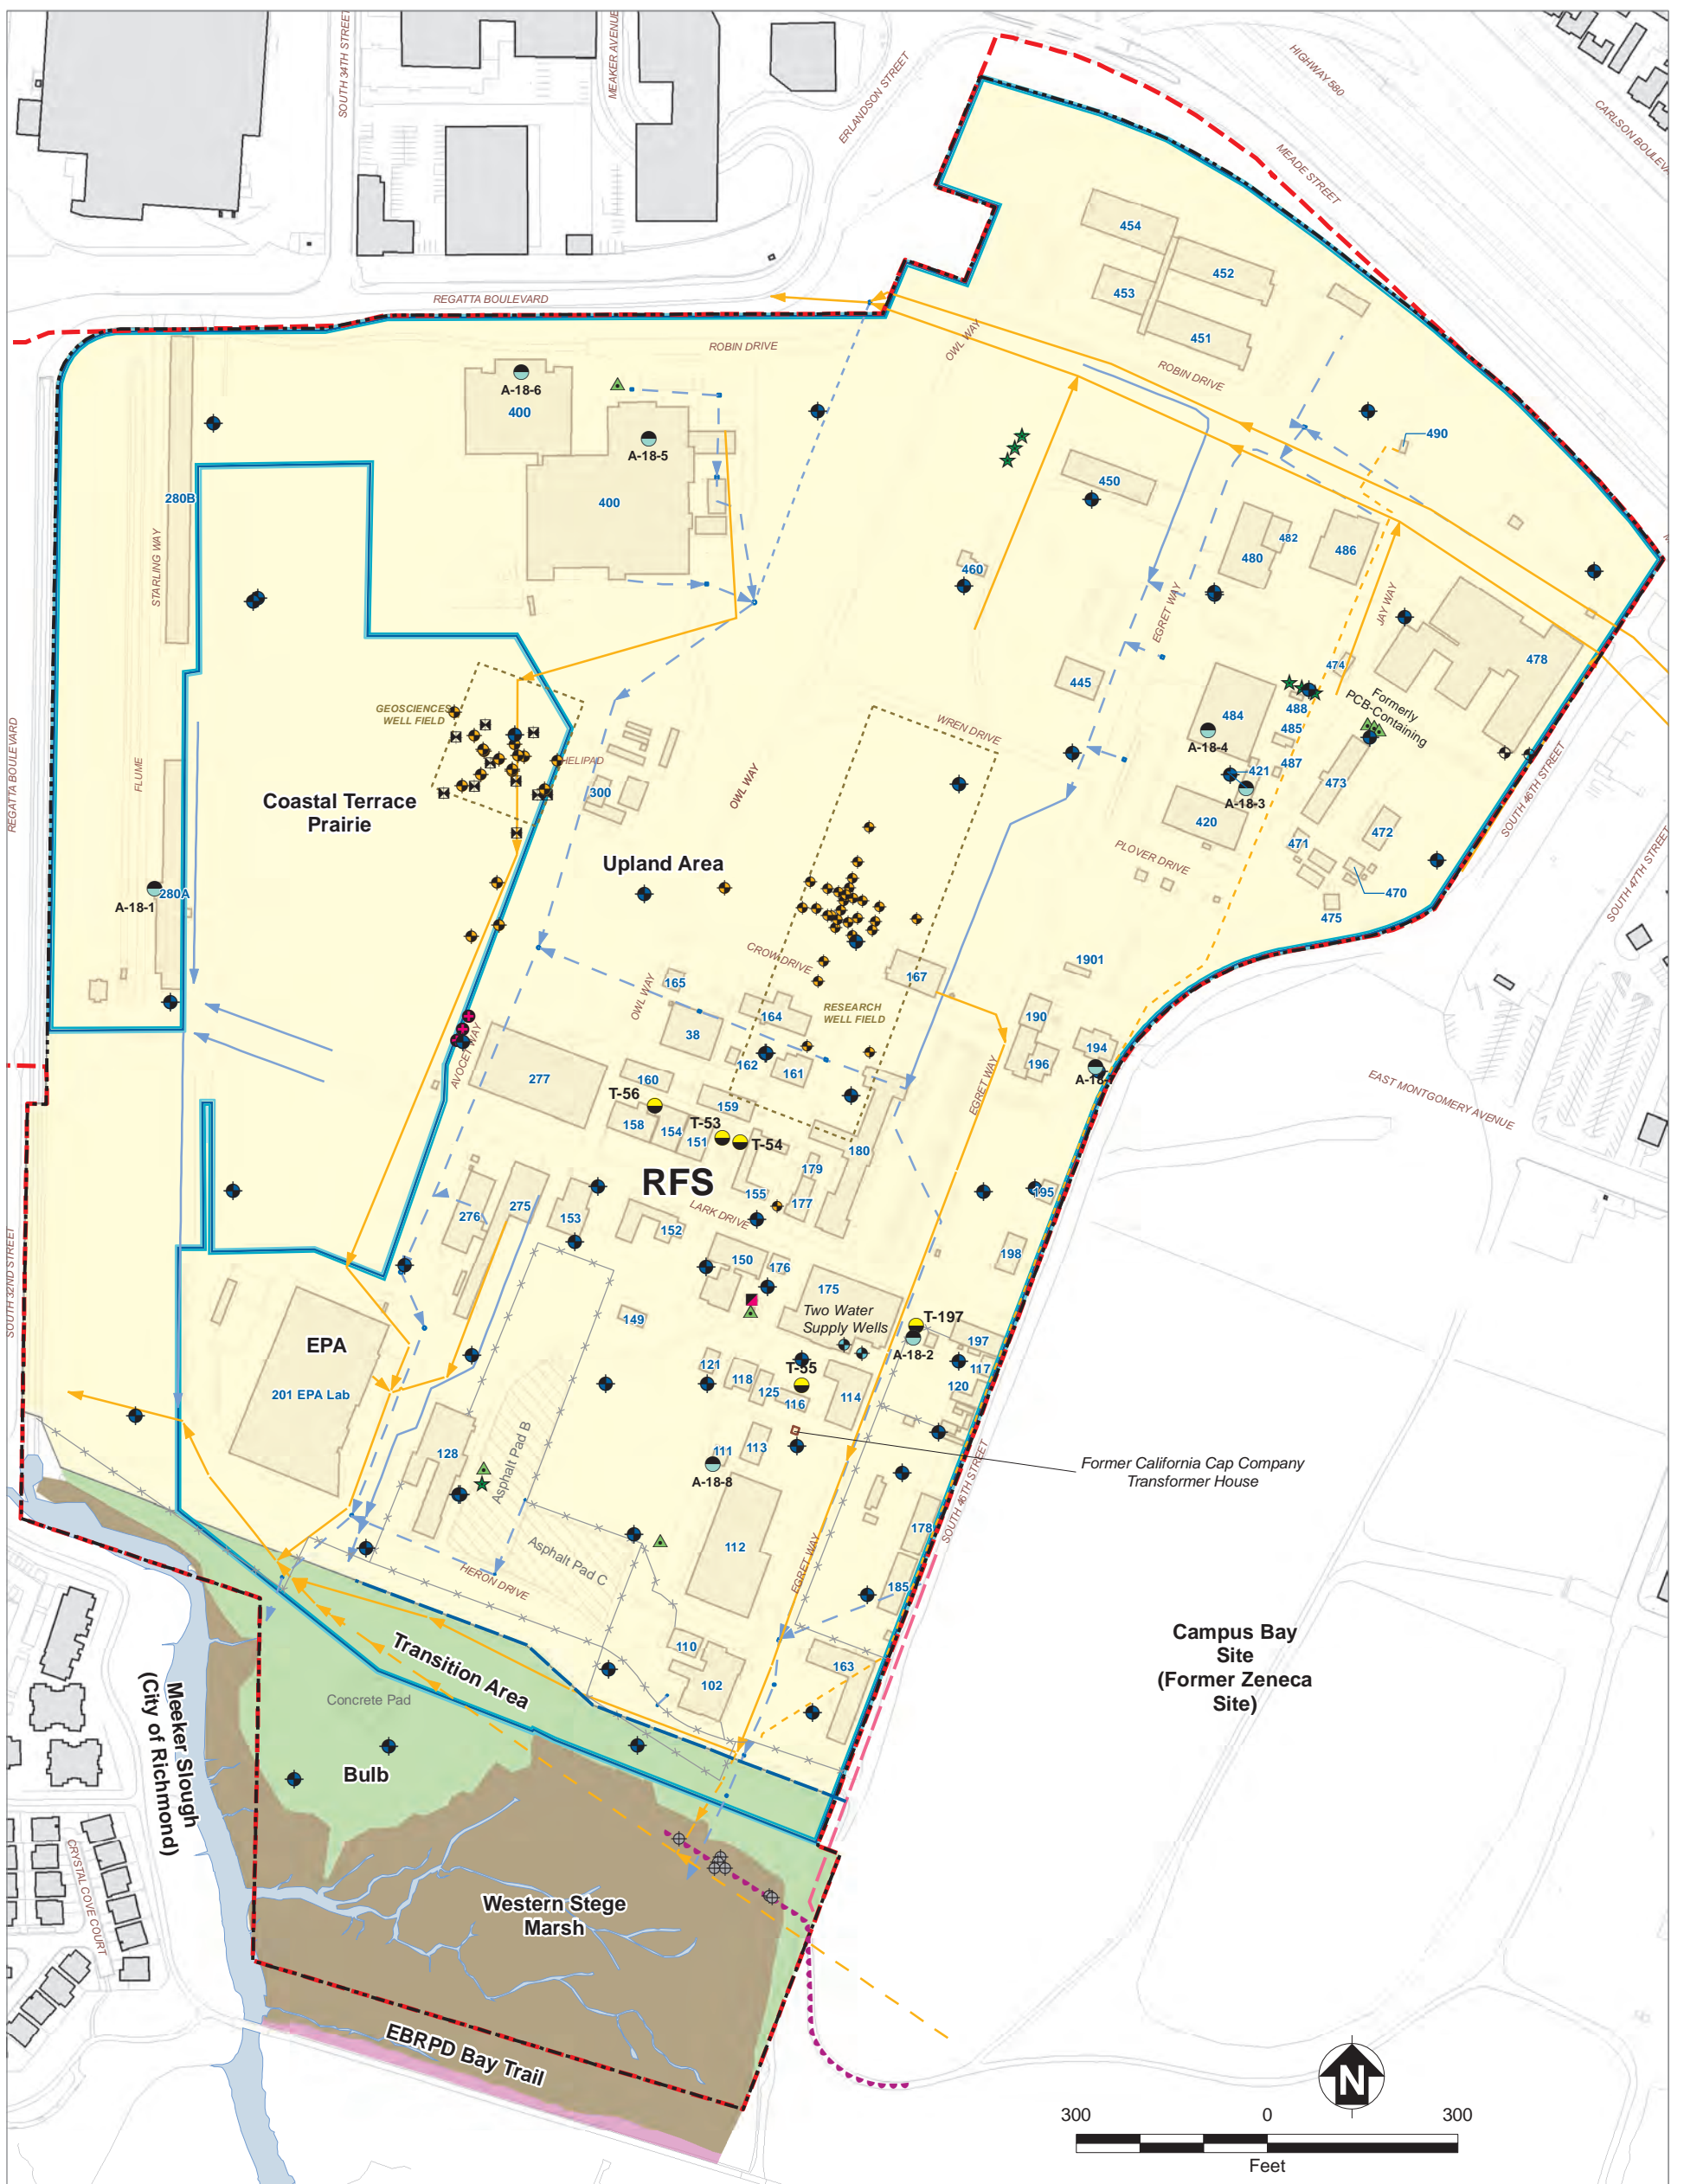 SOUTH 34TH STREET
MEAKER AVENUE
ERLANDSON STREET
HIGHWAY 580
CARLSON BOULEVA
MEADE STREET
REGATTA BOULEVARD
ROBIN DRIVE
OWL WAY
454
452
453
451
ROBIN DRIVE
A-18-6
400
A-18-5
400
490
280B
450
STARLING WAY
480
482
486
460
EGRET WAY
JAY WAY
478
474
445
GEOSCIENCES
WELL FIELD
484
488
Formerly
PCB-Containing
WREN DRIVE
485
A-18-4
REGATTA BOULEVARD
FLUME
HELIPAD
300
OWL WAY
421
487
473
A-18-3
420
SOUTH 46TH STREET
Coastal Terrace
Prairie
472
471
PLOVER DRIVE
Upland Area
470
SOUTH 47TH STREET
280A
A-18-1
475
CROW DRIVE
1901
167
165
OWL WAY
RESEARCH
WELL FIELD
164
190
38
AVOCET WAY
194
162
161
196
277
160
EGRET WAY
A-18-
EAST MONTGOMERY AVENUE
T-56
159
158
154
T-53
151
T-54
180
RFS
179
155
177
195
276
275
153
152
LARK DRIVE
198
SOUTH 32ND STREET
150
176
175
149
Two Water
Supply Wells
T-197
197
A-18-2
EPA
121
T-55
117
118
120
201 EPA Lab
125
116
114
128
Asphalt Pad B
111
113
Former California Cap Company
Transformer House
A-18-8
SOUTH 46TH STREET
178
Asphalt Pad C
112
EGRET WAY
HERON DRIVE
185
110
163
Transition Area
102
Campus Bay
Site
(Former Zeneca
Site)
Meeker Slough
(City of Richmond)
Concrete Pad
Bulb
CRYSTAL COVE COURT
Western Stege
Marsh
EBRPD Bay Trail
N
300
0
300
Feet